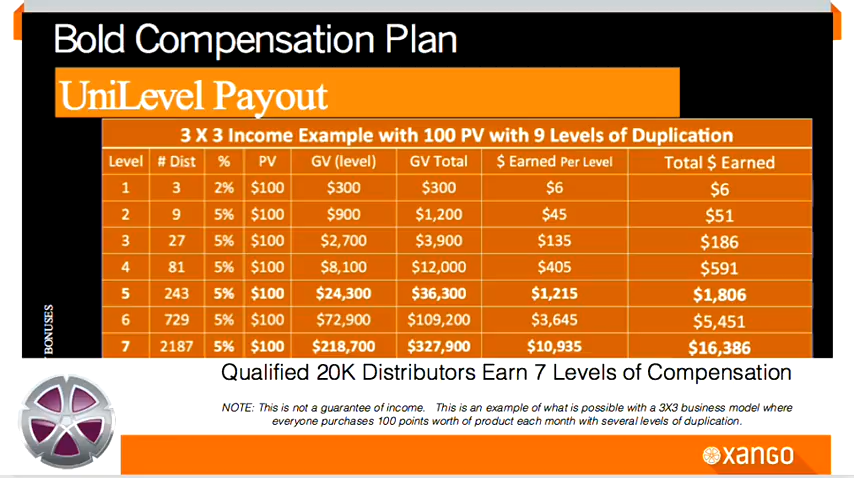 Bold Compensation Plan
UniLevel Payout
3 X 3 Income Example with 100 PV with 9 Levels of Duplication
Level # Dist % PV GV (level) GV Total $ Earned Per Level Total $ Earned
1 3 2% $100 $300 $300 $6 $6
2 9 5% $100 $900 $1,200 $45 $51
3 27 5% $100 $2,700 $3,900 $135 $186
4 81 5% $100 $8,100 $12,000 $405 $591
5 243 5% $100 $24,300 $36,300 $1,215 $1,806
6 729 5% $100 $72,900 $109,200 $3,645 $5,451
7 2187 5% $100 $218,700 $327,900 $10,935 $16,386
BONUSES
Qualified 20K Distributors Earn 7 Levels of Compensation
NOTE: This is not a guarantee of income. This is an example of what is possible with a 3X3 business model where
everyone purchases 100 points worth of product each month with several levels of duplication.
xango